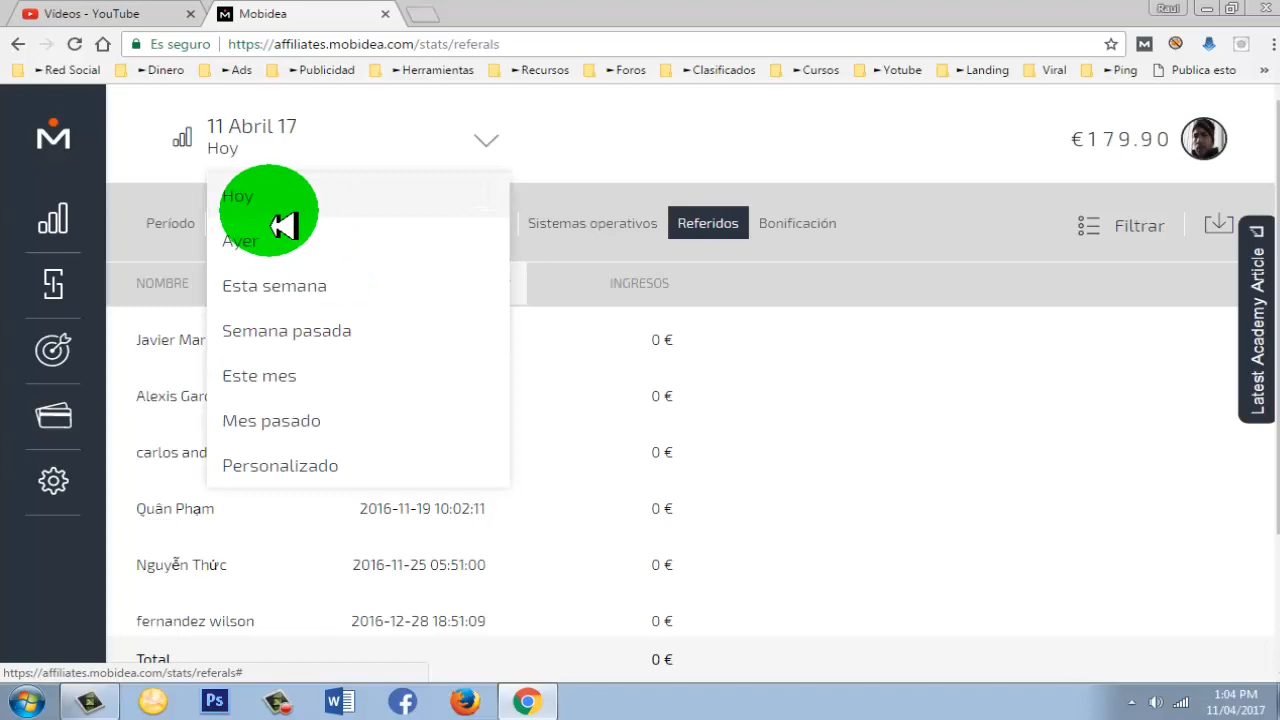 Videos - YouTube
Mobidea
Raul
Es seguro
https://affiliates.mobidea.com/stats/referals
►Red Social
►Dinero
►Ads
►Publicidad
►Herramientas
►Recursos
►Foros
►Clasificados
►Cursos
►Yotube
►Landing
Viral
►Ping
Publica esto
»
11 Abril 17
Hoy
€179.90
Hoy
Ayer
Esta semana
Semana pasada
Este mes
Mes pasado
Personalizado
Período
Sistemas operativos
Referidos
Bonificación
Filtrar
Latest Academy Article
NOMBRE
INGRESOS
Javier Mar
0 €
Alexis Gard
0 €
carlos and
0 €
Quân Phạm
2016-11-19 10:02:11
0 €
Nguyễn Thức
2016-11-25 05:51:00
0 €
fernandez wilson
2016-12-28 18:51:09
0 €
Total
0 €
https://affiliates.mobidea.com/stats/referals#
Ps
1:04 PM
11/04/2017